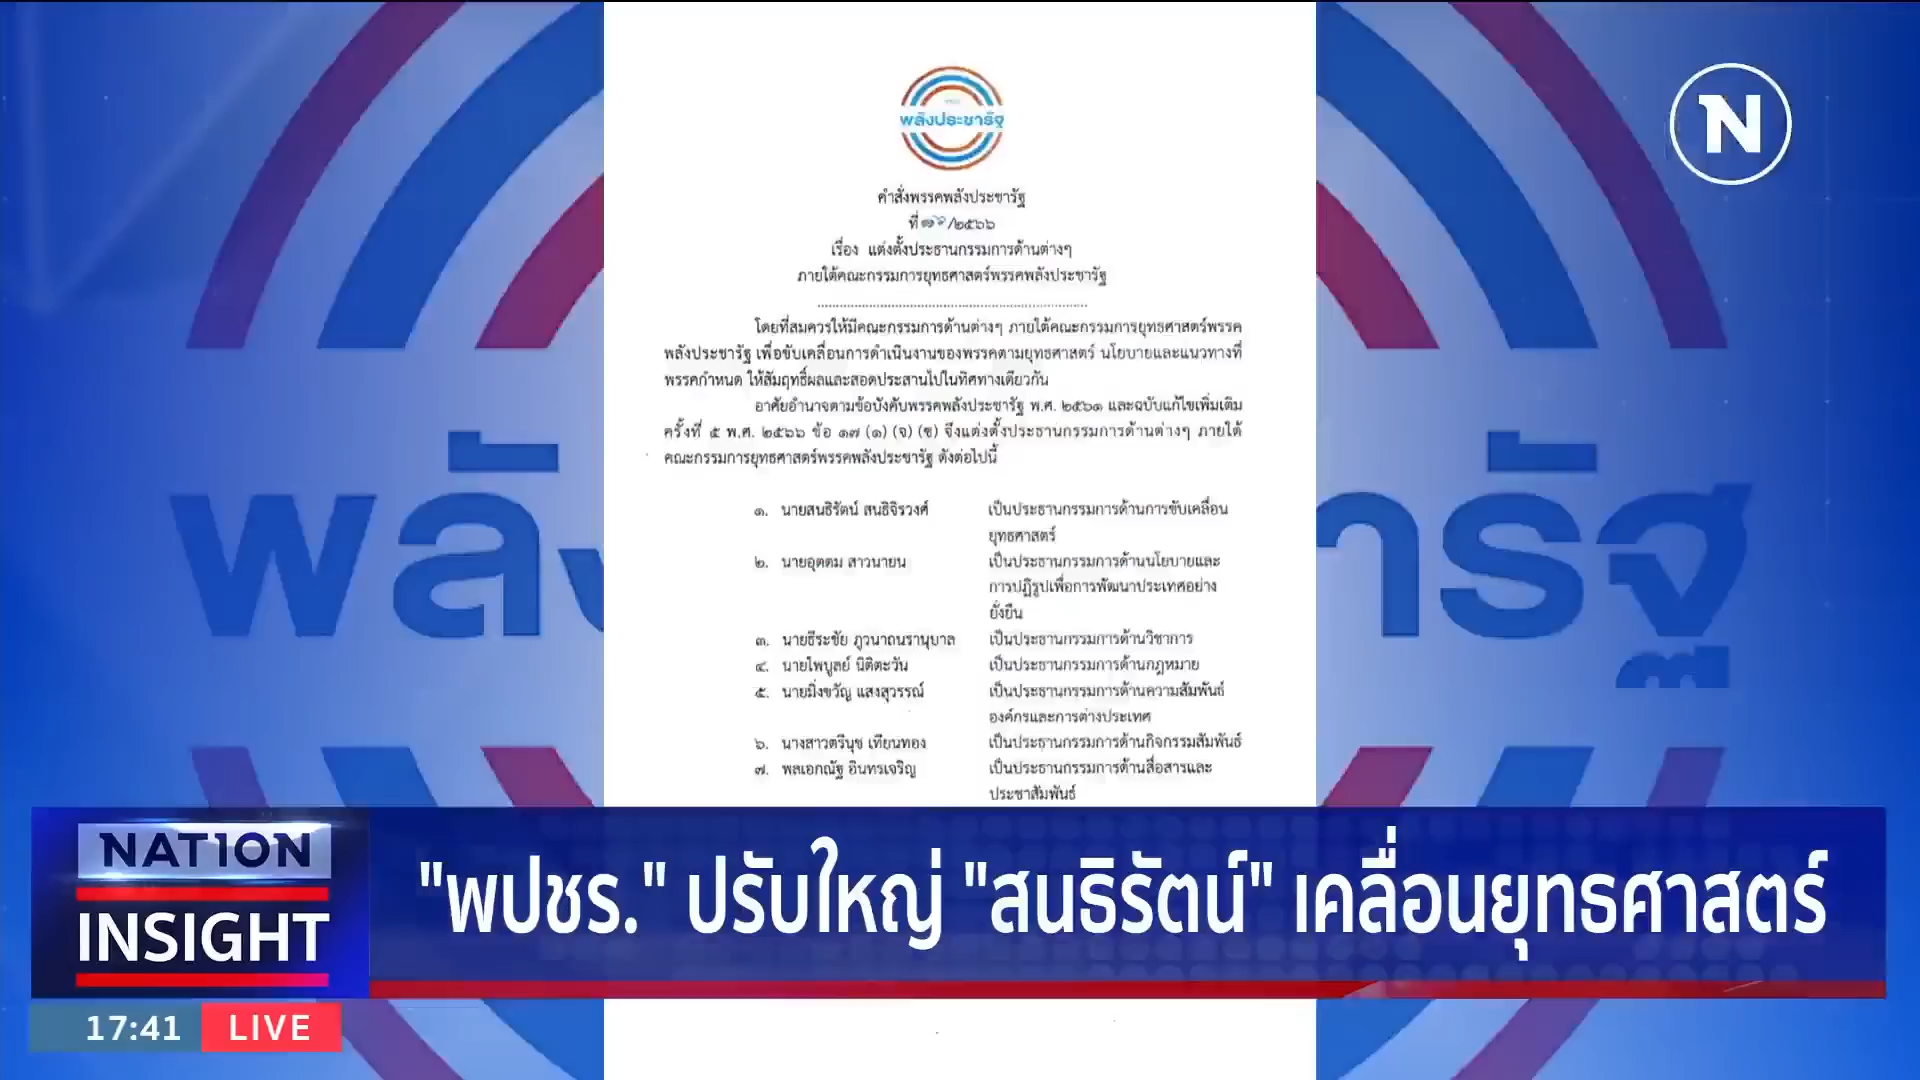 พลังประชารัฐ
N
คำสั่งพรรคพลังประชารัฐ
ที่ /๒๕๖๖
เรื่อง แต่งตั้งประธานกรรมการด้านต่างๆ
ภายใต้คณะกรรมการยุทธศาสตร์พรรคพลังประชารัฐ
โดยที่สมควรให้มีคณะกรรมการด้านต่างๆ ภายใต้คณะกรรมการยุทธศาสตร์พรรค
พลังประชารัฐ เพื่อขับเคลื่อนการดำเนินงานของพรรคตามยุทธศาสตร์ นโยบายและแนวทางที่
พรรคกำหนด ให้สัมฤทธิ์ผลและสอดประสานไปในทิศทางเดียวกัน
อาศัยอำนาจตามข้อบังคับพรรคพลังประชารัฐ พ.ศ. ๒๕๖๑ และฉบับแก้ไขเพิ่มเติม
ครั้งที่ ๕ พ.ศ. ๒๕๖๖ ข้อ ๑๗ (๑) (จ) (ซ) จึงแต่งตั้งประธานกรรมการด้านต่างๆ ภายใต้
คณะกรรมการยุทธศาสตร์พรรคพลังประชารัฐ ดังต่อไปนี้
๑. นายสนธิรัตน์ สนธิจิรวงศ์ เป็นประธานกรรมการด้านการขับเคลื่อน
ยุทธศาสตร์
๒. นายอุตตม สาวนายน เป็นประธานกรรมการด้านนโยบายและ
การปฏิรูปเพื่อการพัฒนาประเทศอย่าง
ยั่งยืน
๓. นายธีระชัย ภูวนาถนรานุบาล เป็นประธานกรรมการด้านวิชาการ
๔. นายไพบูลย์ นิติตะวัน เป็นประธานกรรมการด้านกฎหมาย
๕. นายมิ่งขวัญ แสงสุวรรณ์ เป็นประธานกรรมการด้านความสัมพันธ์
องค์กรและการต่างประเทศ
๖. นางสาวตรีนุช เทียนทอง เป็นประธานกรรมการด้านกิจกรรมสัมพันธ์
๗. พลเอกณัฐ อินทรเจริญ เป็นประธานกรรมการด้านสื่อสารและ
ประชาสัมพันธ์
พลัง ารัฐ
NATION
INSIGHT
"พปชร." ปรับใหญ่ "สนธิรัตน์" เคลื่อนยุทธศาสตร์
17:41 LIVE